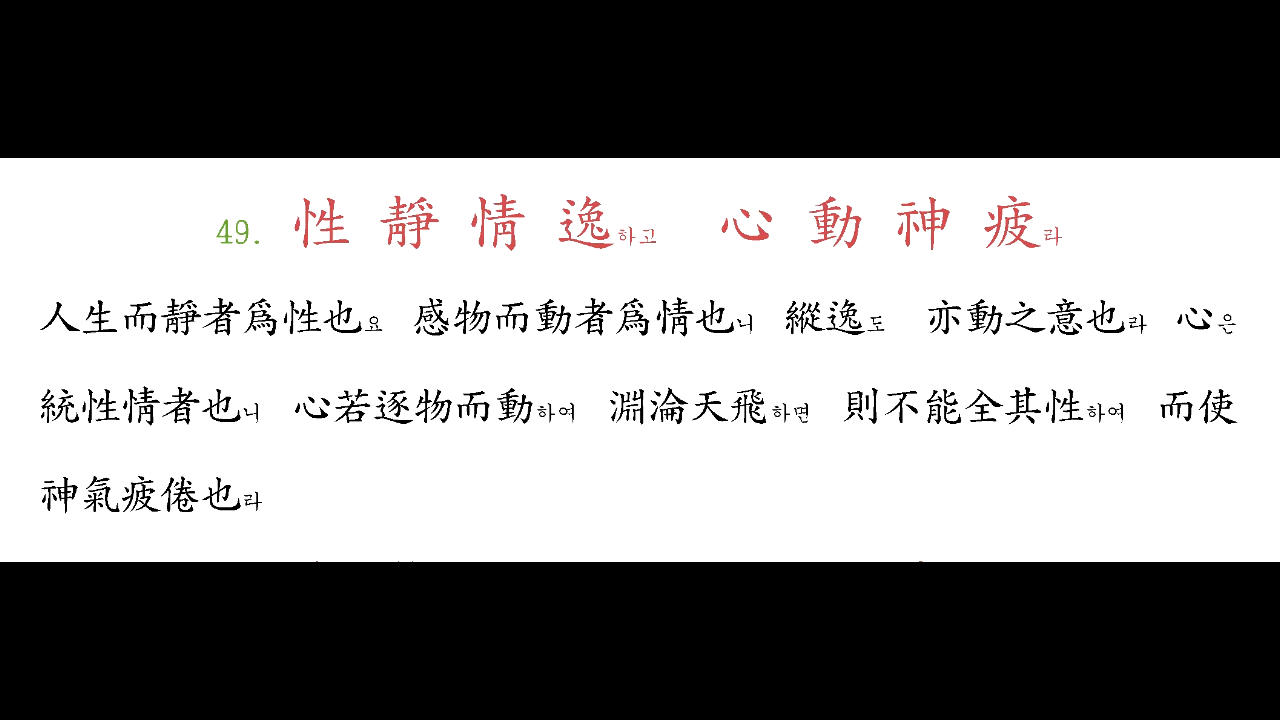 49. 性 靜 情 逸하고 心 動 神 疲라
人生而靜者爲性也요 感物而動者爲情也니 縱逸도 亦動之意也라 心은
統性情者也니 心若逐物而動하여 淵淪天飛하면 則不能全其性하여 而使
神氣疲倦也라